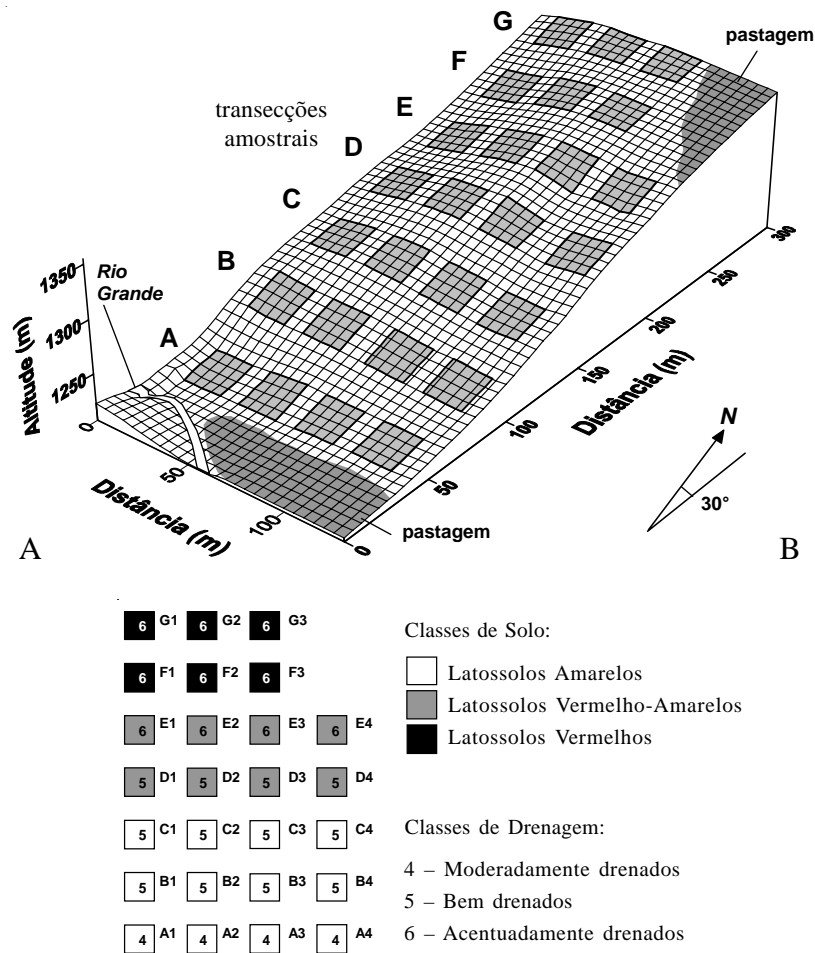 G
pastagem
F
transecções
amostrais
E
D
C
B
A
Rio
Grande
Altitude (m)
1350
1300
1250
0
50
100
Distância (m)
0
50
100
150
200
250
300
Distância (m)
pastagem
N
30°
A
B
6 G1 6 G2 6 G3
6 F1 6 F2 6 F3
6 E1 6 E2 6 E3 6 E4
5 D1 5 D2 5 D3 5 D4
5 C1 5 C2 5 C3 5 C4
5 B1 5 B2 5 B3 5 B4
4 A1 4 A2 4 A3 4 A4
Classes de Solo:
Latossolos Amarelos
Latossolos Vermelho-Amarelos
Latossolos Vermelhos
Classes de Drenagem:
4 – Moderadamente drenados
5 – Bem drenados
6 – Acentuadamente drenados